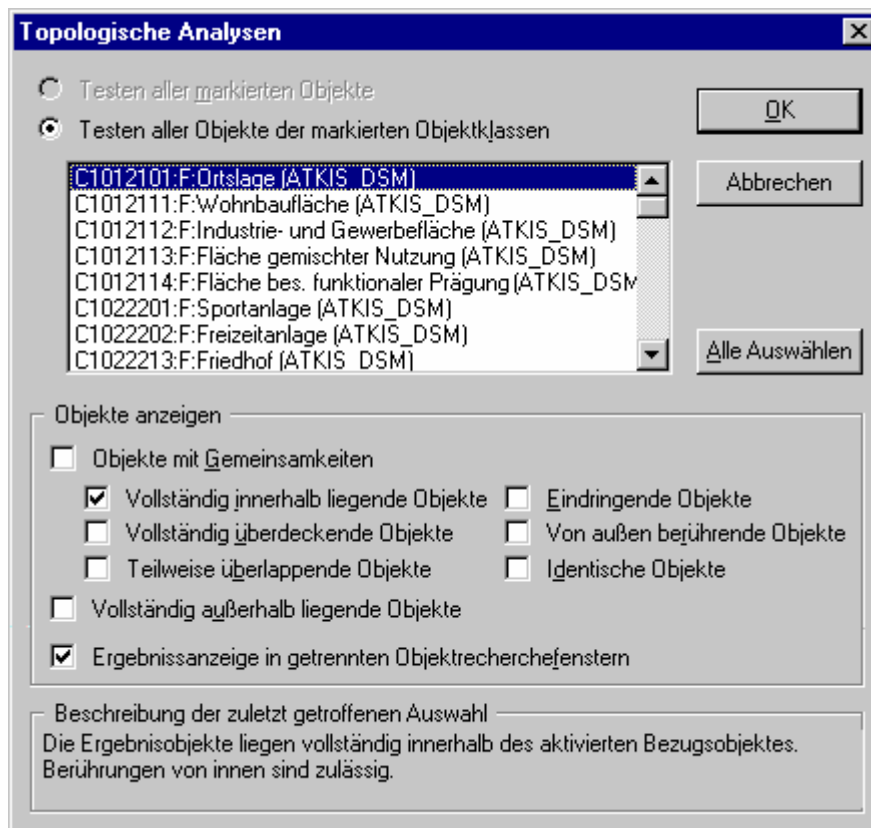 Topologische Analysen
Testen aller markierten Objekte
Testen aller Objekte der markierten Objektklassen
OK
Abbrechen
Alle Auswählen
C1012101:F:Ortslage (ATKIS_DSM)
C1012111:F:Wohnbaufläche (ATKIS_DSM)
C1012112:F:Industrie- und Gewerbefläche (ATKIS_DSM)
C1012113:F:Fläche gemischter Nutzung (ATKIS_DSM)
C1012114:F:Fläche bes. funktionaler Prägung (ATKIS_DSM
C1022201:F:Sportanlage (ATKIS_DSM)
C1022202:F:Freizeitanlage (ATKIS_DSM)
C1022213:F:Friedhof (ATKIS_DSM)
Objekte anzeigen
Objekte mit Gemeinsamkeiten
Vollständig innerhalb liegende Objekte
Eindringende Objekte
Vollständig überdeckende Objekte
Von außen berührende Objekte
Teilweise überlappende Objekte
Identische Objekte
Vollständig außerhalb liegende Objekte
Ergebnissanzeige in getrennten Objektrecherchefenstern
Beschreibung der zuletzt getroffenen Auswahl
Die Ergebnisobjekte liegen vollständig innerhalb des aktivierten Bezugsobjektes.
Berührungen von innen sind zulässig.